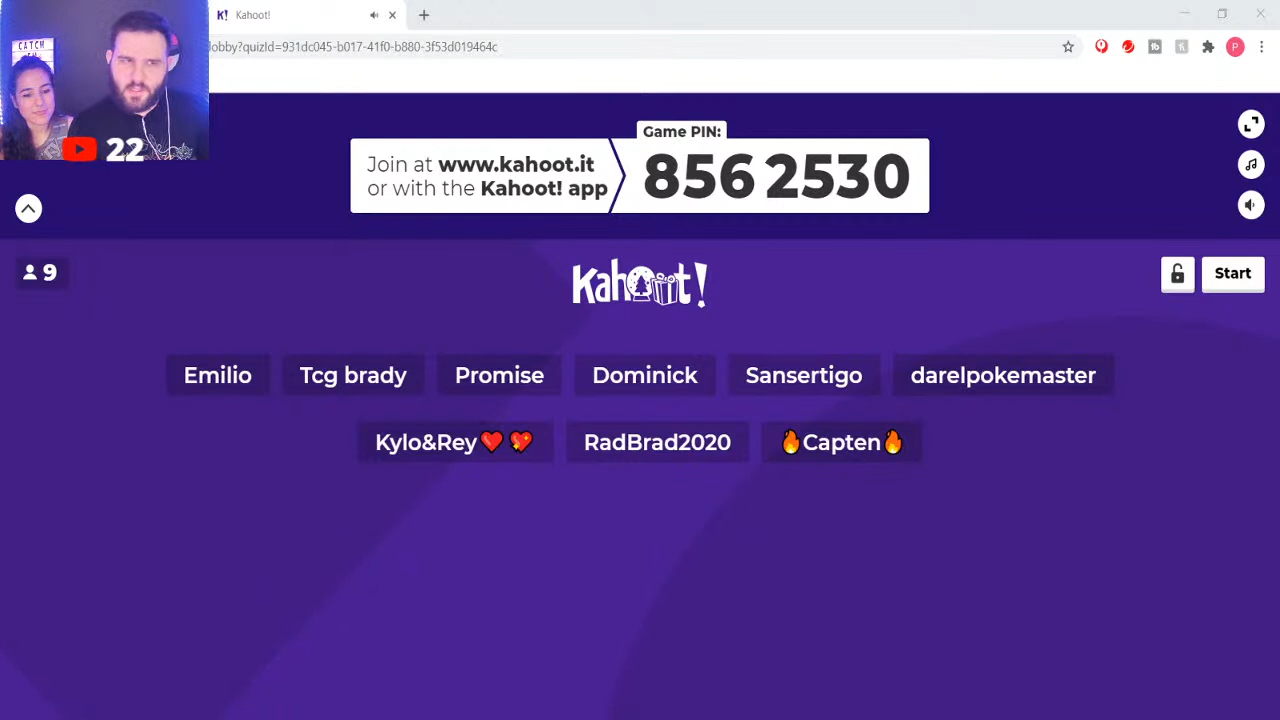 Kahoot!
lobby?quizId=931dc045-b017-41f0-b880-3f53d019464c
P
CATCH
22
Game PIN:
Join at www.kahoot.it
or with the Kahoot! app
856 2530
9
Kahoot!
Start
Emilio
Tcg brady
Promise
Dominick
Sansertigo
darelpokemaster
Kylo&Rey❤️ 💖
RadBrad2020
🔥Capten🔥